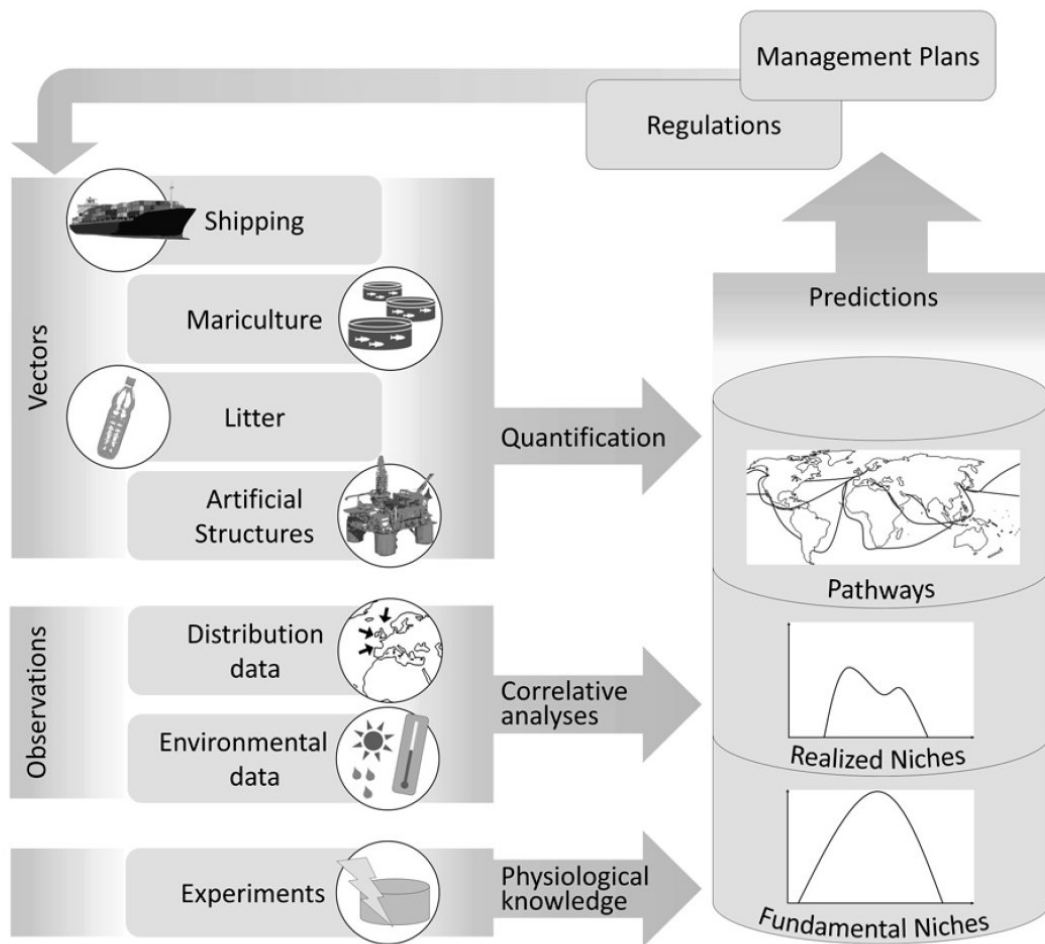 Management Plans
Regulations
Vectors
Shipping
Mariculture
Litter
Artificial
Structures
Quantification
Predictions
Pathways
Observations
Distribution
data
Environmental
data
Correlative
analyses
Realized Niches
Experiments
Physiological
knowledge
Fundamental Niches